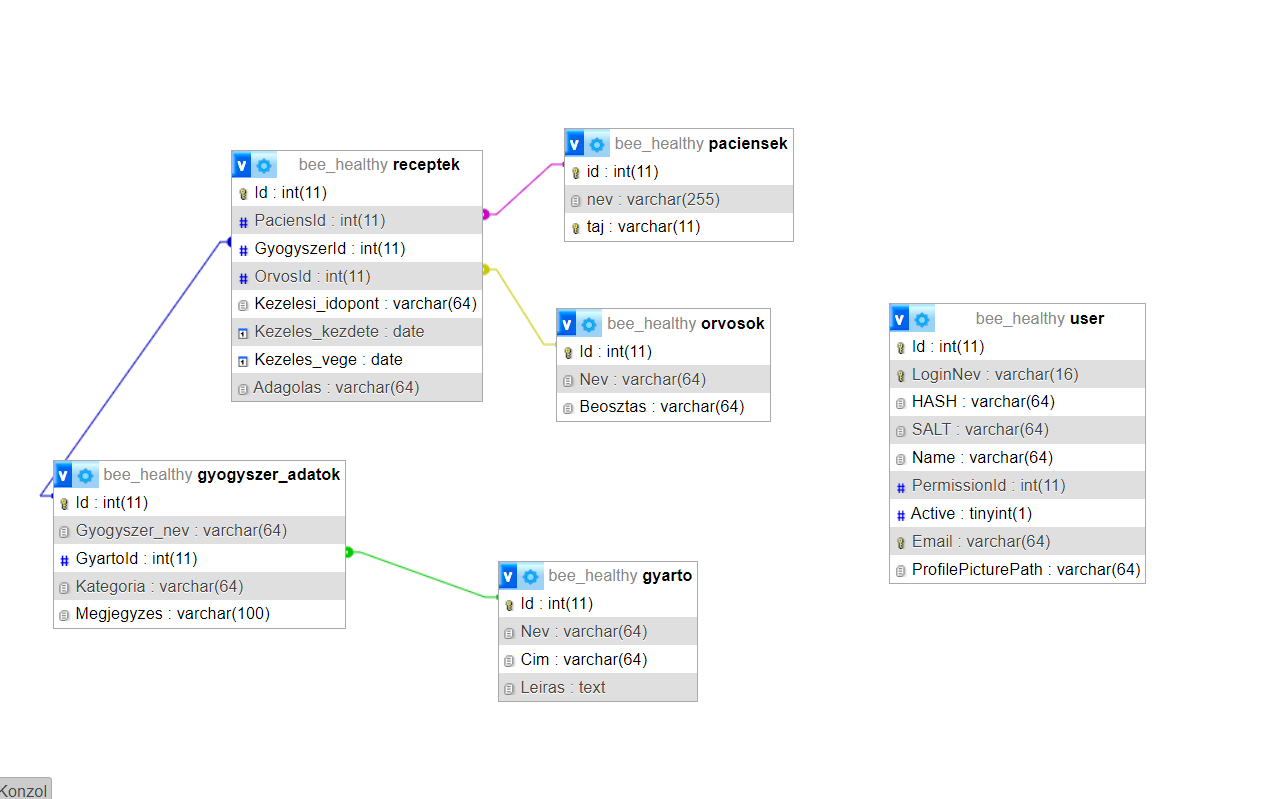 bee_healthy receptek
Id : int(11)
PaciensId : int(11)
GyogyszerId : int(11)
OrvosId : int(11)
Kezelesi_idopont : varchar(64)
Kezeles_kezdete : date
Kezeles_vege : date
Adagolas : varchar(64)
bee_healthy paciensek
id : int(11)
nev : varchar(255)
taj : varchar(11)
bee_healthy orvosok
Id : int(11)
Nev : varchar(64)
Beosztas : varchar(64)
bee_healthy user
Id : int(11)
LoginNev : varchar(16)
HASH : varchar(64)
SALT : varchar(64)
Name : varchar(64)
PermissionId : int(11)
Active : tinyint(1)
Email : varchar(64)
ProfilePicturePath : varchar(64)
bee_healthy gyogyszer_adatok
Id : int(11)
Gyogyszer_nev : varchar(64)
GyartoId : int(11)
Kategoria : varchar(64)
Megjegyzes : varchar(100)
bee_healthy gyarto
Id : int(11)
Nev : varchar(64)
Cim : varchar(64)
Leiras : text
Konzol